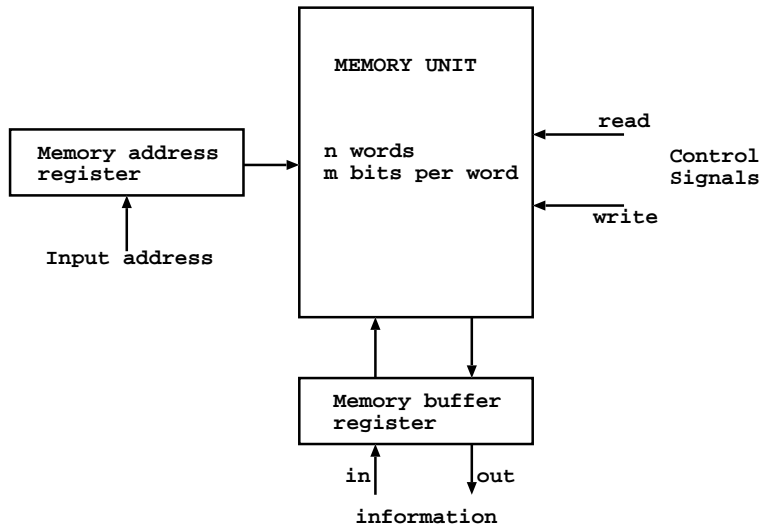 MEMORY UNIT
n words
m bits per word
read
Control
Signals
write
Memory address
register
Input address
Memory buffer
register
in
out
information